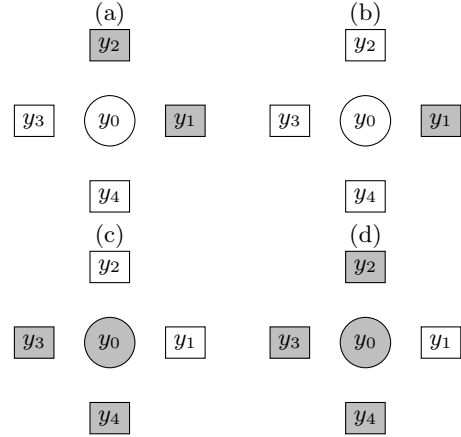 (a) (b)
y₂ y₂
y₃ y₀ y₁ y₃ y₀ y₁
y₄ y₄
(c) (d)
y₂ y₂
y₃ y₀ y₁ y₃ y₀ y₁
y₄ y₄